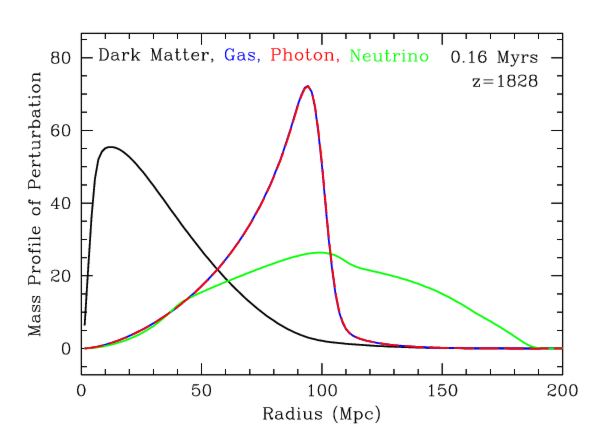 Dark Matter, Gas, Photon, Neutrino
0.16 Myrs
z=1828
Mass Profile of Perturbation
80
60
40
20
0
0 50 100 150 200
Radius (Mpc)